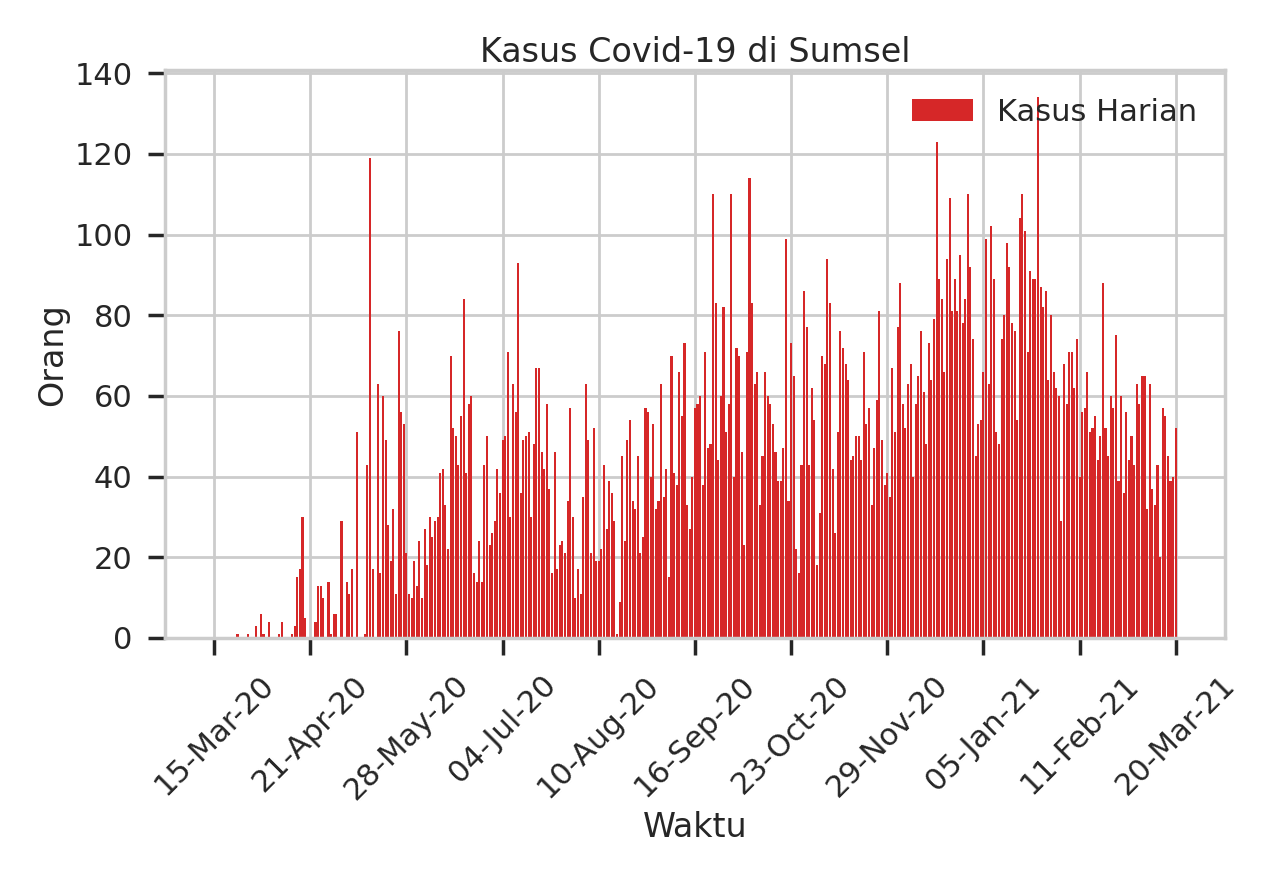 Kasus Covid-19 di Sumsel
Kasus Harian
Orang
140
120
100
80
60
40
20
0
15-Mar-20
21-Apr-20
28-May-20
04-Jul-20
10-Aug-20
16-Sep-20
23-Oct-20
29-Nov-20
05-Jan-21
11-Feb-21
20-Mar-21
Waktu